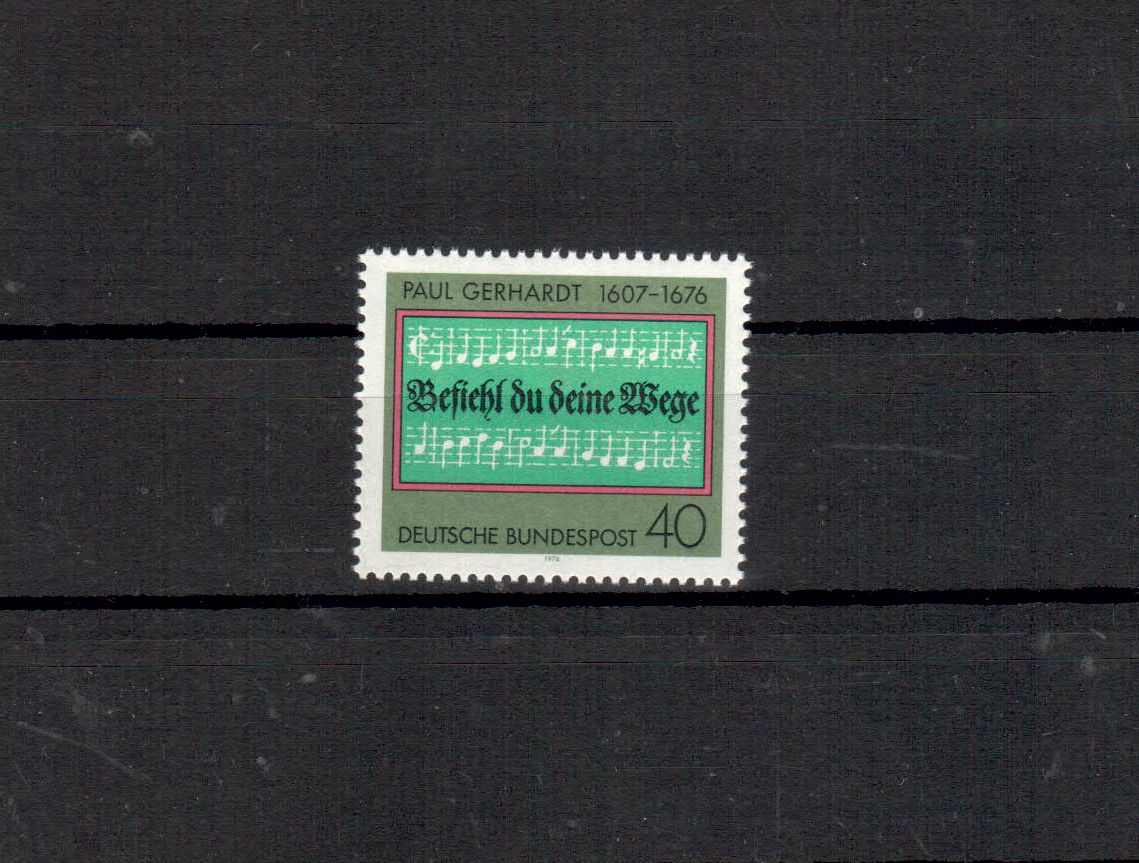 PAUL GERHARDT 1607–1676
Befiehl du deine Wege
DEUTSCHE BUNDESPOST 40
1976